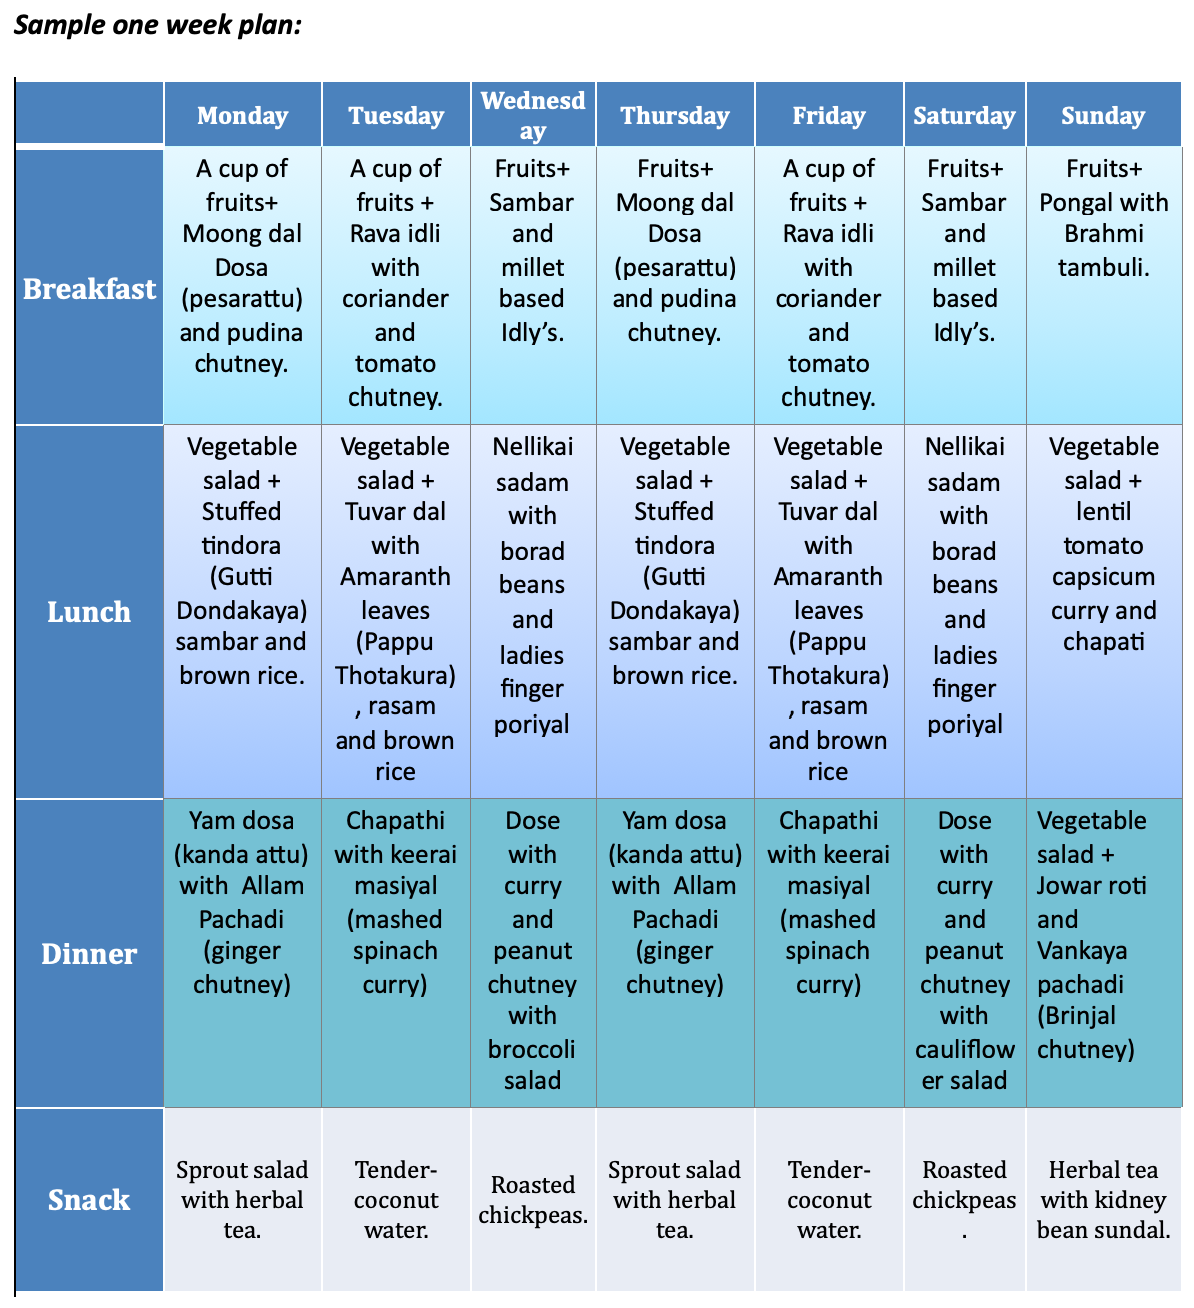 Sample one week plan:
Monday
Tuesday
Wednesd
ay
Thursday
Friday
Saturday
Sunday
Breakfast
A cup of
fruits+
Moong dal
Dosa
(pesarattu)
and pudina
chutney.
A cup of
fruits +
Rava idli
with
coriander
and
tomato
chutney.
Fruits+
Sambar
and
millet
based
Idly’s.
Fruits+
Moong dal
Dosa
(pesarattu)
and pudina
chutney.
A cup of
fruits +
Rava idli
with
coriander
and
tomato
chutney.
Fruits+
Sambar
and
millet
based
Idly’s.
Fruits+
Pongal with
Brahmi
tambuli.
Lunch
Vegetable
salad +
Stuffed
tindora
(Gutti
Dondakaya)
sambar and
brown rice.
Vegetable
salad +
Tuvar dal
with
Amaranth
leaves
(Pappu
Thotakura)
, rasam
and brown
rice
Nellikai
sadam
with
borad
beans
and
ladies
finger
poriyal
Vegetable
salad +
Stuffed
tindora
(Gutti
Dondakaya)
sambar and
brown rice.
Vegetable
salad +
Tuvar dal
with
Amaranth
leaves
(Pappu
Thotakura)
, rasam
and brown
rice
Nellikai
sadam
with
borad
beans
and
ladies
finger
poriyal
Vegetable
salad +
lentil
tomato
capsicum
curry and
chapati
Dinner
Yam dosa
(kanda attu)
with  Allam
Pachadi
(ginger
chutney)
Chapathi
with keerai
masiyal
(mashed
spinach
curry)
Dose
with
curry
and
peanut
chutney
with
broccoli
salad
Yam dosa
(kanda attu)
with  Allam
Pachadi
(ginger
chutney)
Chapathi
with keerai
masiyal
(mashed
spinach
curry)
Dose
with
curry
and
peanut
chutney
with
cauliflow
er salad
Vegetable
salad +
Jowar roti
and
Vankaya
pachadi
(Brinjal
chutney)
Snack
Sprout salad
with herbal
tea.
Tender-
coconut
water.
Roasted
chickpeas.
Sprout salad
with herbal
tea.
Tender-
coconut
water.
Roasted
chickpeas
.
Herbal tea
with kidney
bean sundal.